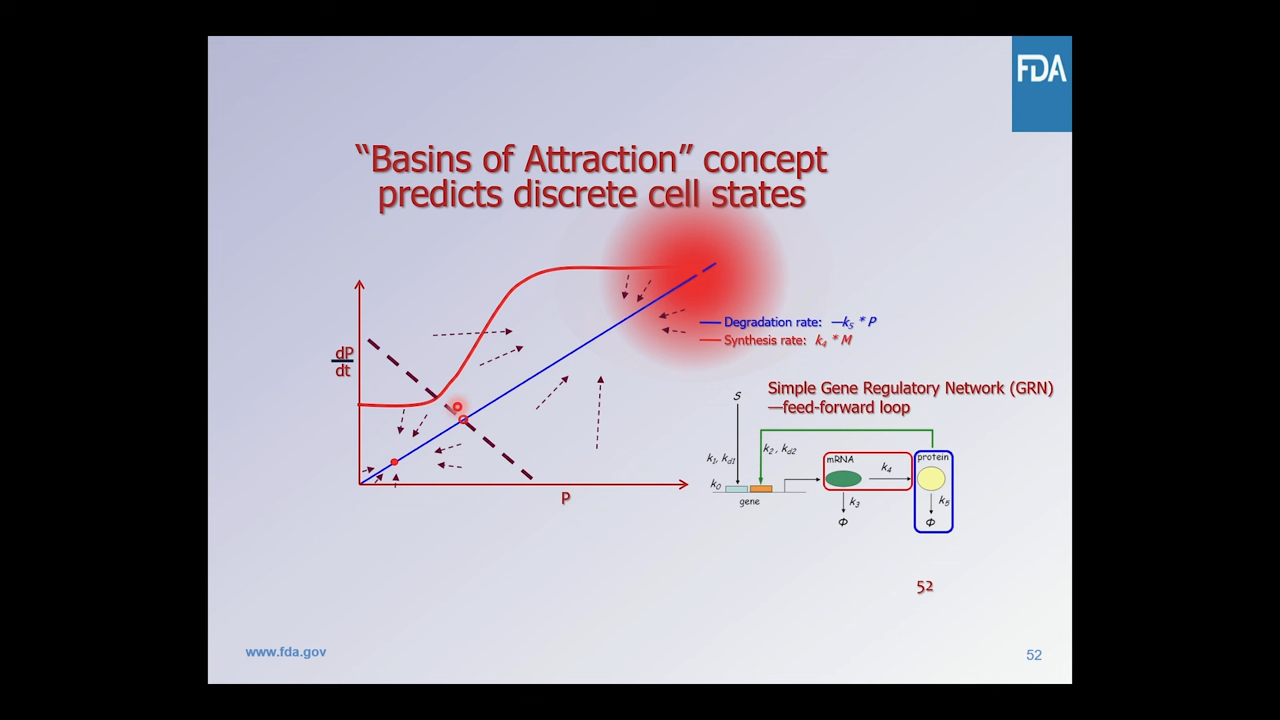 FDA
“Basins of Attraction” concept
predicts discrete cell states
dP
dt
P
Degradation rate: —k5 * P
Synthesis rate: k4 * M
Simple Gene Regulatory Network (GRN)
—feed-forward loop
S
k1, kd1
k2 , kd2
k0
gene
mRNA
k4
k3
Φ
protein
k5
Φ
52
www.fda.gov
52